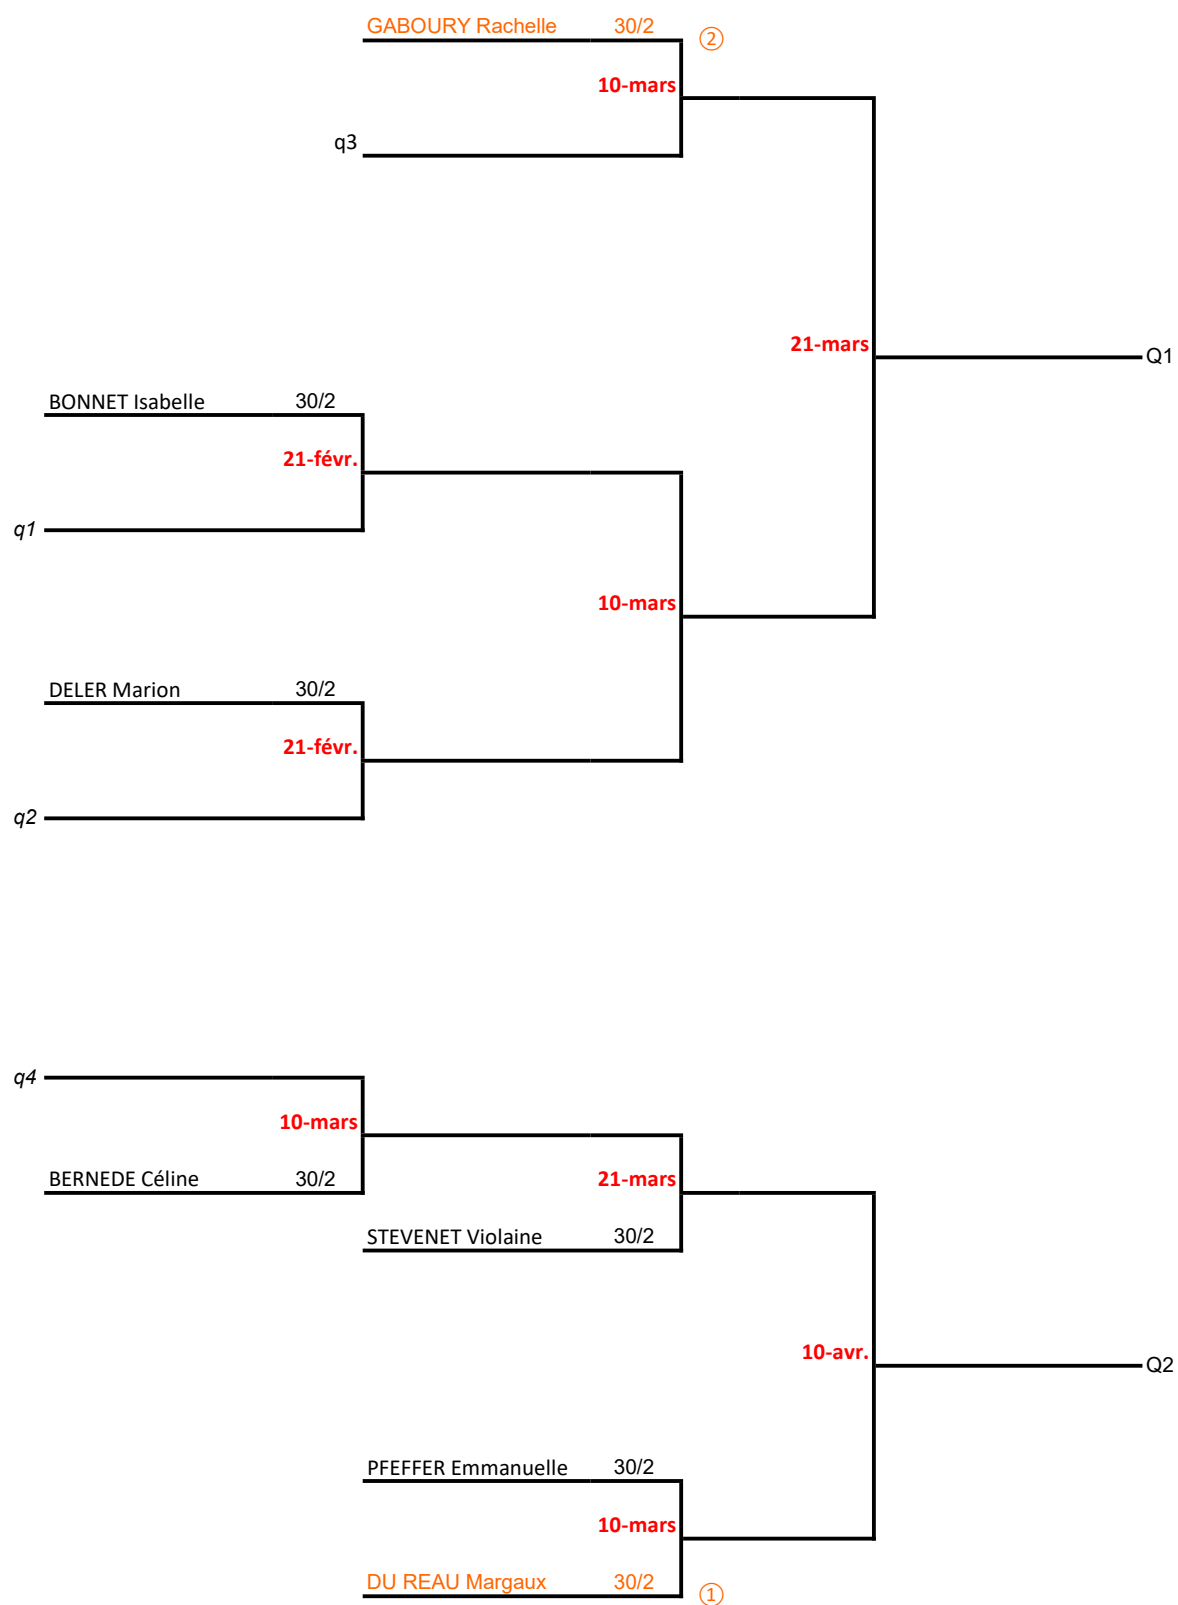 GABOURY Rachelle 30/2 ②
10-mars
q3
21-mars
Q1
BONNET Isabelle 30/2
21-févr.
q1
10-mars
DELER Marion 30/2
21-févr.
q2
q4
10-mars
BERNEDE Céline 30/2
21-mars
STEVENET Violaine 30/2
10-avr.
Q2
PFEFFER Emmanuelle 30/2
10-mars
DU REAU Margaux 30/2 ①